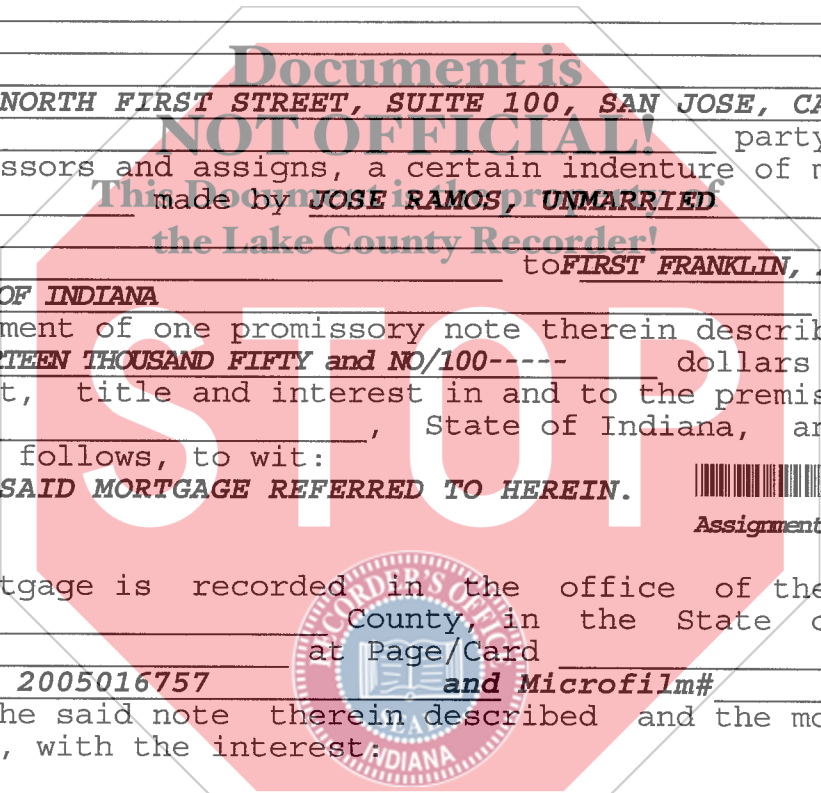 Document is
NORTH FIRST STREET, SUITE 100, SAN JOSE, CA
NOT OFFICIAL!
party
ssors and assigns, a certain indenture of m
This Document is the property of
made by JOSE RAMOS, UNMARRIED
the Lake County Recorder!
to FIRST FRANKLIN,
OF INDIANA
ment of one promissory note therein describ
TEEN THOUSAND FIFTY and NO/100----- dollars
t, title and interest in and to the premis
, State of Indiana, an
follows, to wit:
STOP
SAID MORTGAGE REFERRED TO HEREIN.
Assignment
tgage is recorded in the office of the
County, in the State o
at Page/Card
2005016757 and Microfilm#
he said note therein described and the mo
, with the interest:
RECORDER'S OFFICE
SEAL
INDIANA